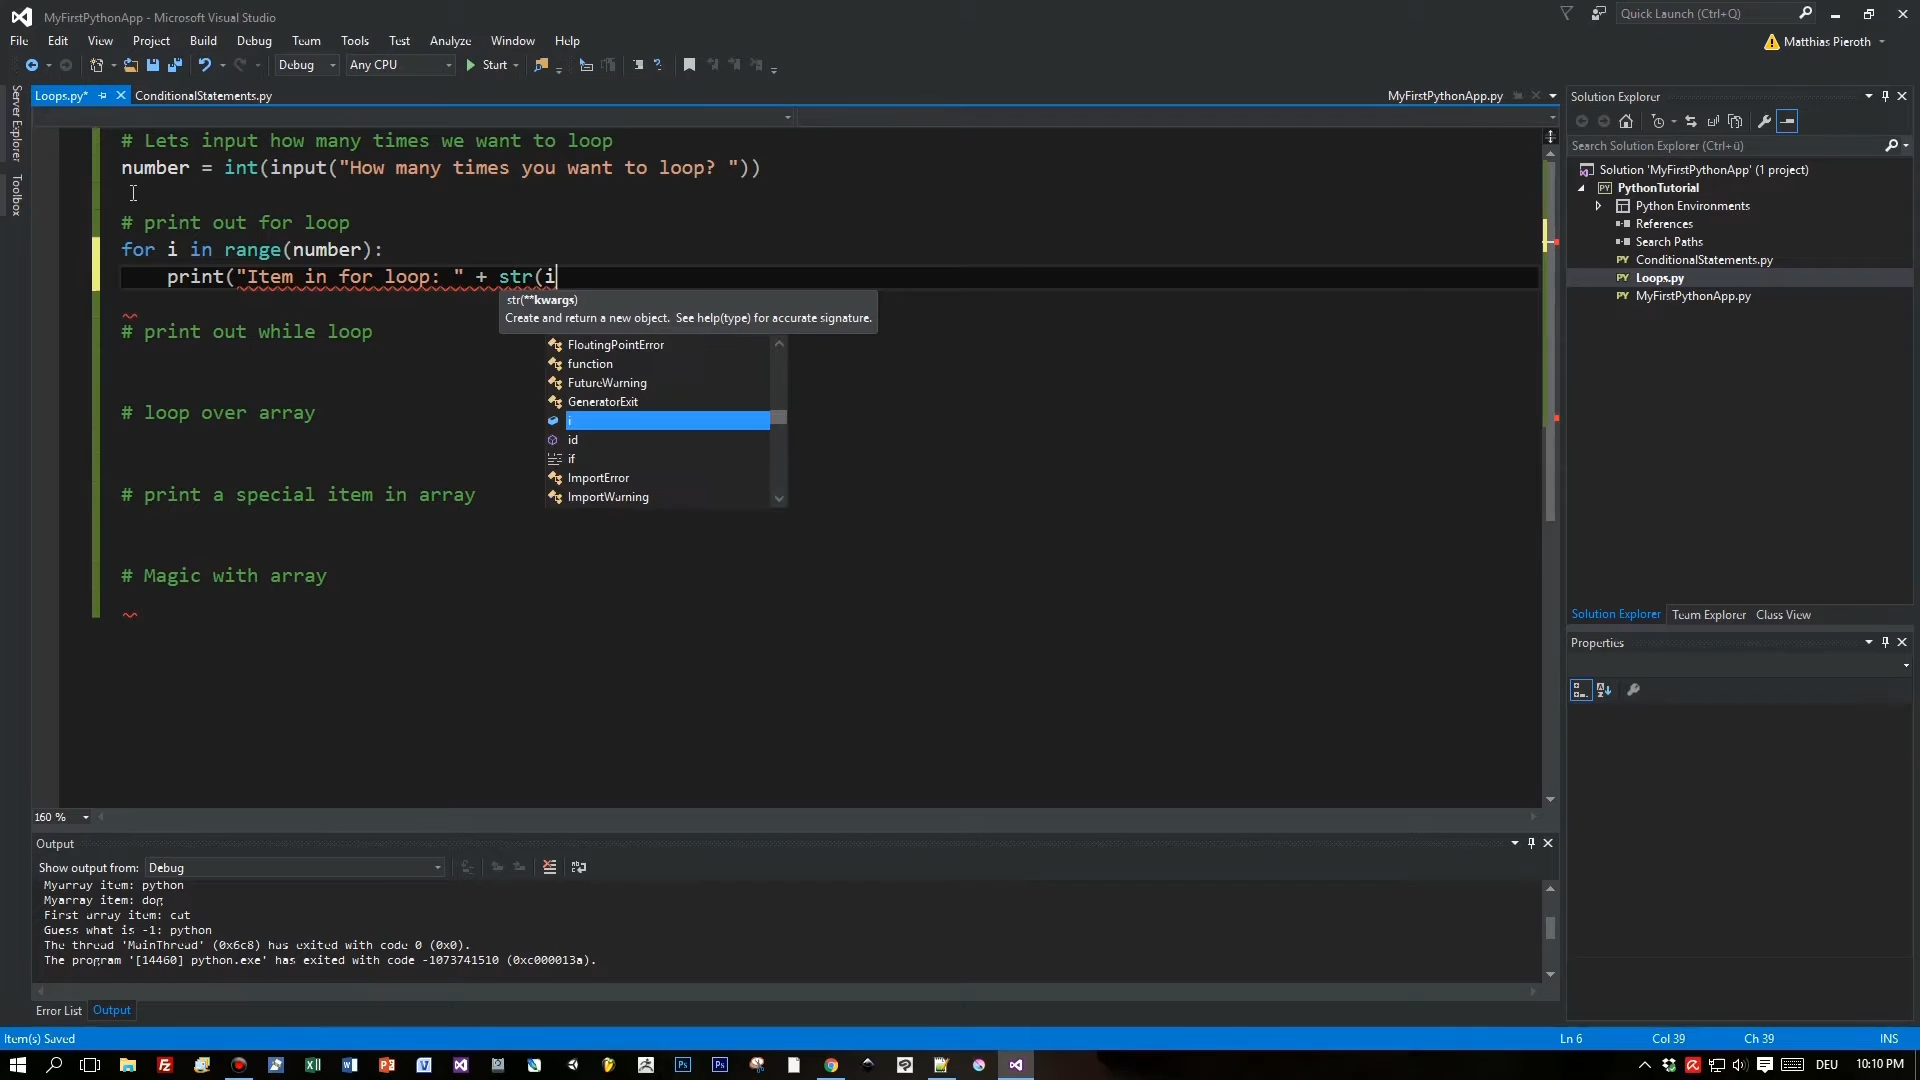 MyFirstPythonApp - Microsoft Visual Studio
Quick Launch (Ctrl+Q)
File Edit View Project Build Debug Team Tools Test Analyze Window Help
Matthias Pieroth
Debug Any CPU Start
Loops.py* ConditionalStatements.py MyFirstPythonApp.py
Server Explorer
Toolbox
# Lets input how many times we want to loop
number = int(input("How many times you want to loop? "))
# print out for loop
for i in range(number):
print("Item in for loop: " + str(i
str(**kwargs)
Create and return a new object. See help(type) for accurate signature.
# print out while loop
FloatingPointError
function
FutureWarning
GeneratorExit
i
id
if
ImportError
ImportWarning
# loop over array
# print a special item in array
# Magic with array
160 %
Solution Explorer
Search Solution Explorer (Ctrl+ü)
Solution 'MyFirstPythonApp' (1 project)
PythonTutorial
Python Environments
References
Search Paths
ConditionalStatements.py
Loops.py
MyFirstPythonApp.py
Solution Explorer Team Explorer Class View
Properties
Output
Show output from: Debug
Myarray item: python
Myarray item: dog
First array item: cat
Guess what is -1: python
The thread 'MainThread' (0x6c8) has exited with code 0 (0x0).
The program '[14460] python.exe' has exited with code -1073741510 (0xc000013a).
Error List Output
Item(s) Saved Ln 6 Col 39 Ch 39 INS
DEU 10:10 PM